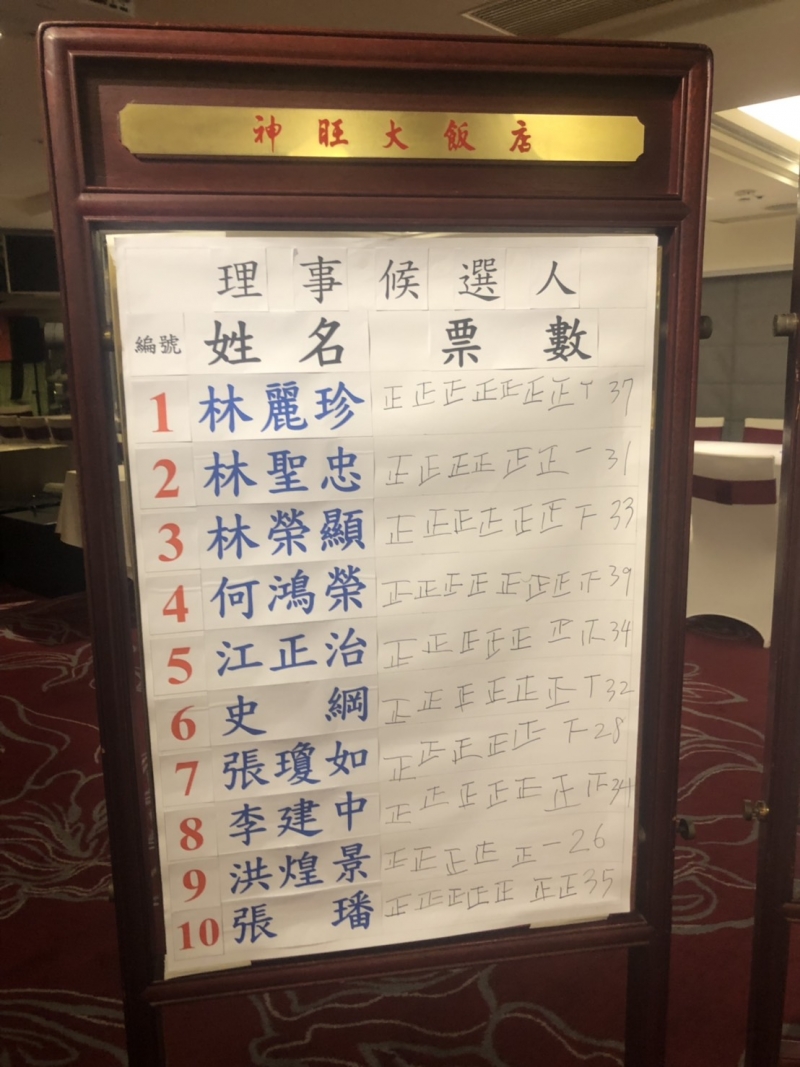 神旺大飯店
理事候選人
編號 姓名 票數
1 林麗珍 正正正正正正正丅 37
2 林聖忠 正正正正正正一 31
3 林榮顯 正正正正正正下 33
4 何鴻榮 正正正正正正正 39
5 江正治 正正正正正正 34
6 史綱 正正正正正正丅 32
7 張瓊如 正正正正正下 28
8 李建中 正正正正正正 34
9 洪煌景 正正正正正一 26
10 張璠 正正正正正正正 35